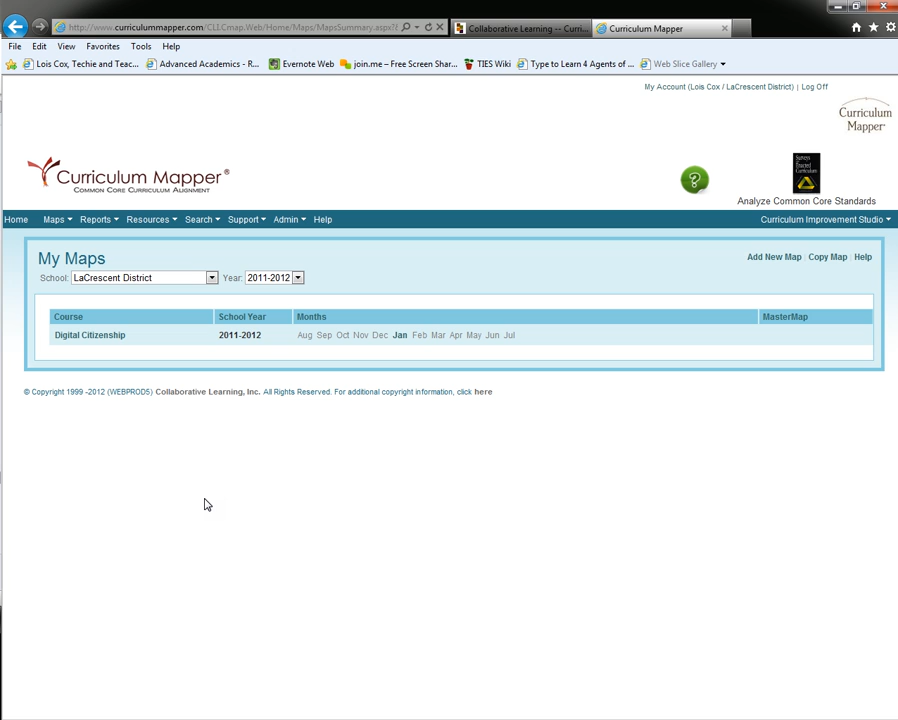 http://www.curriculummapper.com/CLI.Cmap.Web/Home/Maps/MapsSummary.aspx?
Collaborative Learning -- Curri...
Curriculum Mapper
File Edit View Favorites Tools Help
Lois Cox, Techie and Teac...
Advanced Academics - R...
Evernote Web
join.me – Free Screen Shar...
TIES Wiki
Type to Learn 4 Agents of ...
Web Slice Gallery
My Account (Lois Cox / LaCrescent District) | Log Off
Curriculum
Mapper
Curriculum Mapper®
COMMON CORE CURRICULUM ALIGNMENT
?
Surveys
Enacted
Curriculum
Analyze Common Core Standards
Home Maps Reports Resources Search Support Admin Help
Curriculum Improvement Studio
My Maps
Add New Map | Copy Map | Help
School: LaCrescent District Year: 2011-2012
Course School Year Months MasterMap
Digital Citizenship 2011-2012 Aug Sep Oct Nov Dec Jan Feb Mar Apr May Jun Jul
© Copyright 1999 -2012 (WEBPROD5) Collaborative Learning, Inc. All Rights Reserved. For additional copyright information, click here